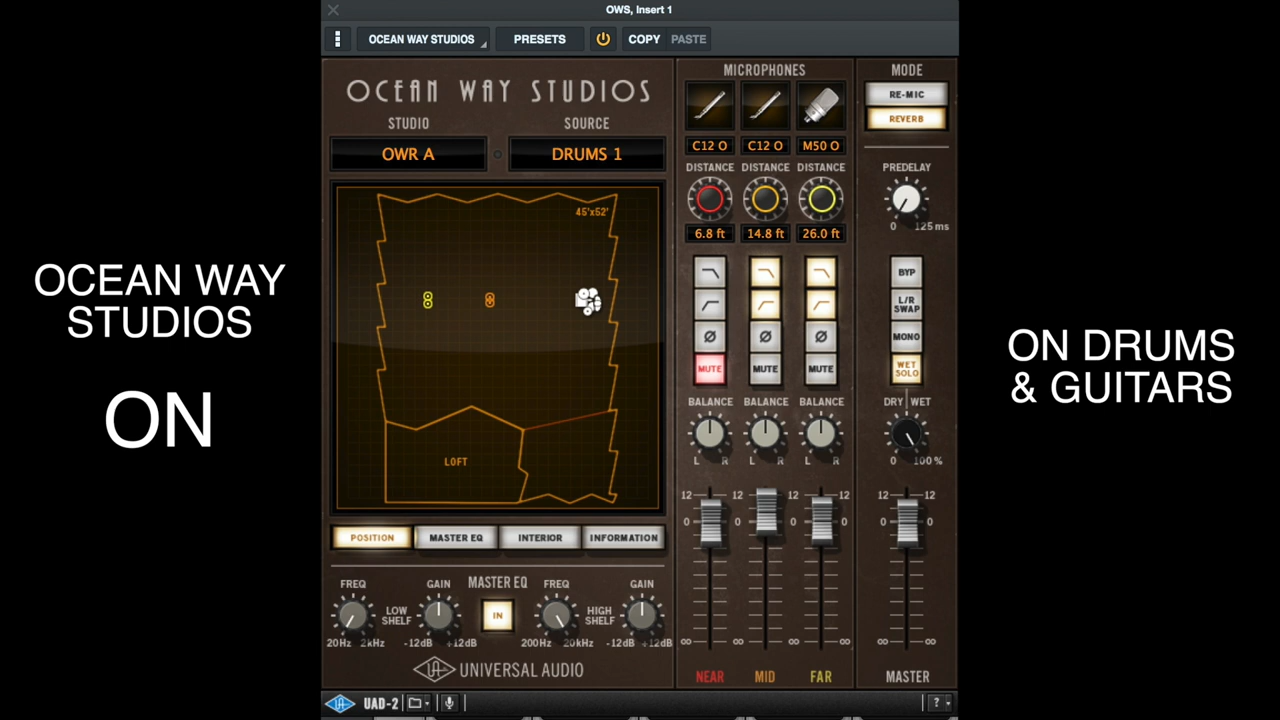 OWS, Insert 1
OCEAN WAY STUDIOS
PRESETS
COPY
PASTE
OCEAN WAY STUDIOS
STUDIO
SOURCE
OWR A
DRUMS 1
45'x52'
LOFT
POSITION
MASTER EQ
INTERIOR
INFORMATION
FREQ
GAIN
MASTER EQ
FREQ
GAIN
LOW SHELF
IN
HIGH SHELF
20Hz 2kHz
-12dB +12dB
200Hz 20kHz
-12dB +12dB
UA UNIVERSAL AUDIO
MICROPHONES
C12 O
C12 O
M50 O
DISTANCE
DISTANCE
DISTANCE
6.8 ft
14.8 ft
26.0 ft
Ø
Ø
Ø
MUTE
MUTE
MUTE
BALANCE
BALANCE
BALANCE
L R
L R
L R
12 12 12 12
0 0 0 0
∞ ∞ ∞ ∞
NEAR
MID
FAR
MODE
RE-MIC
REVERB
PREDELAY
0 125 ms
BYP
L/R
SWAP
MONO
WET
SOLO
DRY WET
0 100%
12 12
0 0
∞ ∞
MASTER
UAD-2
?
OCEAN WAY
STUDIOS
ON
ON DRUMS
& GUITARS